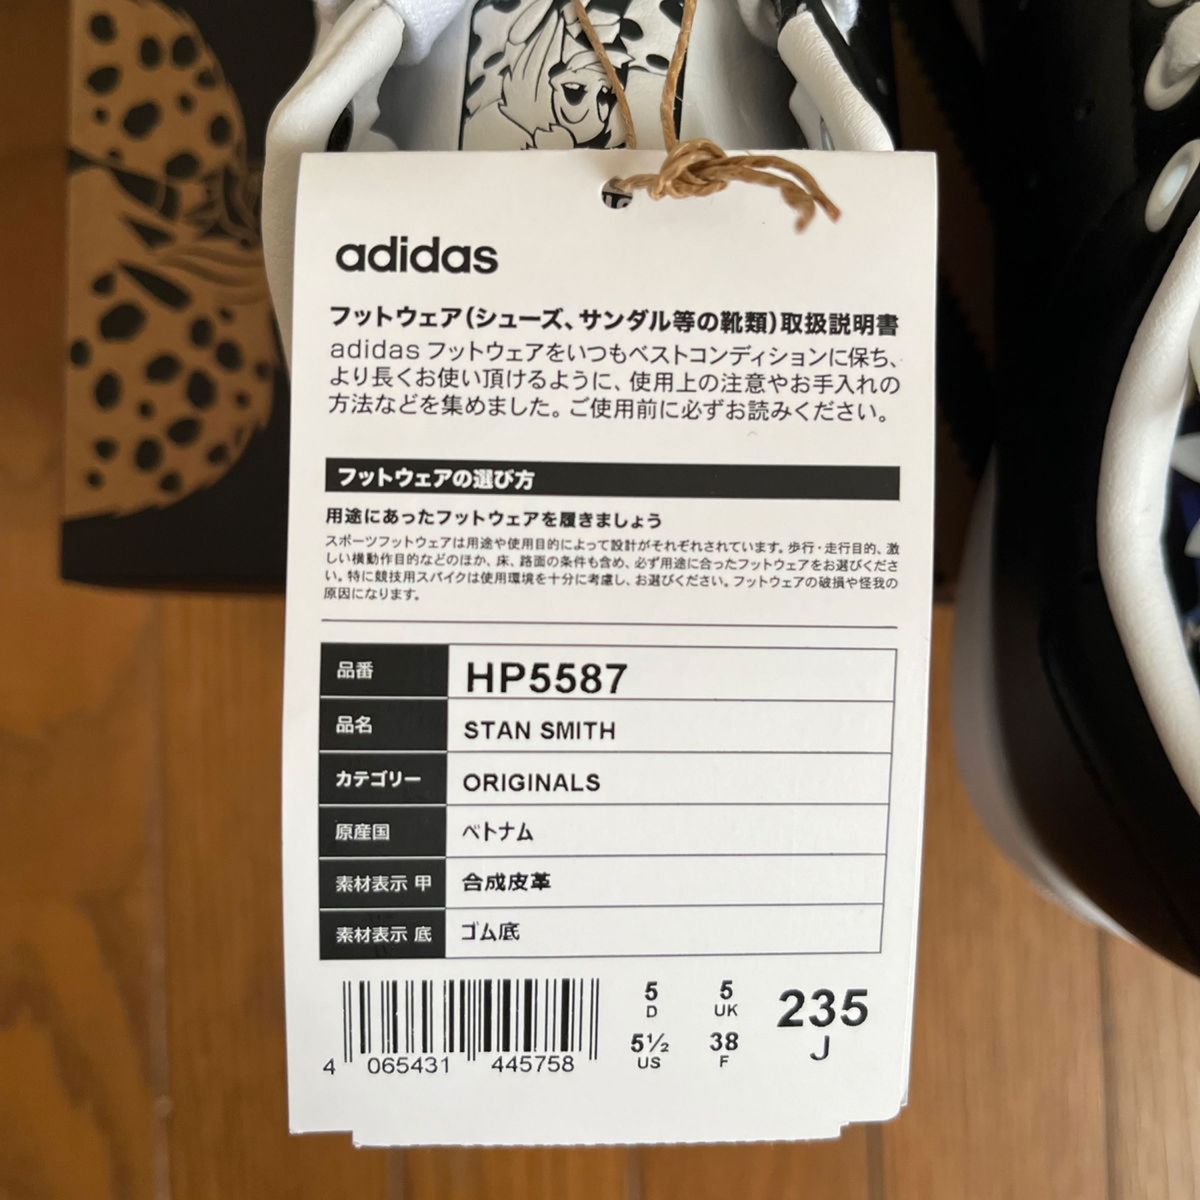 adidas
フットウェア(シューズ、サンダル等の靴類)取扱説明書
adidas フットウェアをいつもベストコンディションに保ち、
より長くお使い頂けるように、使用上の注意やお手入れの
方法などを集めました。ご使用前に必ずお読みください。
フットウェアの選び方
用途にあったフットウェアを履きましょう
スポーツフットウェアは用途や使用目的によって設計がそれぞれされています。歩行・走行目的、激
しい横動作目的などのほか、床、路面の条件も含め、必ず用途に合ったフットウェアをお選びくださ
い。特に競技用スパイクは使用環境を十分に考慮し、お選びください。フットウェアの破損や怪我の
原因になります。
品番 HP5587
品名 STAN SMITH
カテゴリー ORIGINALS
原産国 ベトナム
素材表示 甲 合成皮革
素材表示 底 ゴム底
5 5 235
D UK J
5½ 38
US F
4 065431 445758